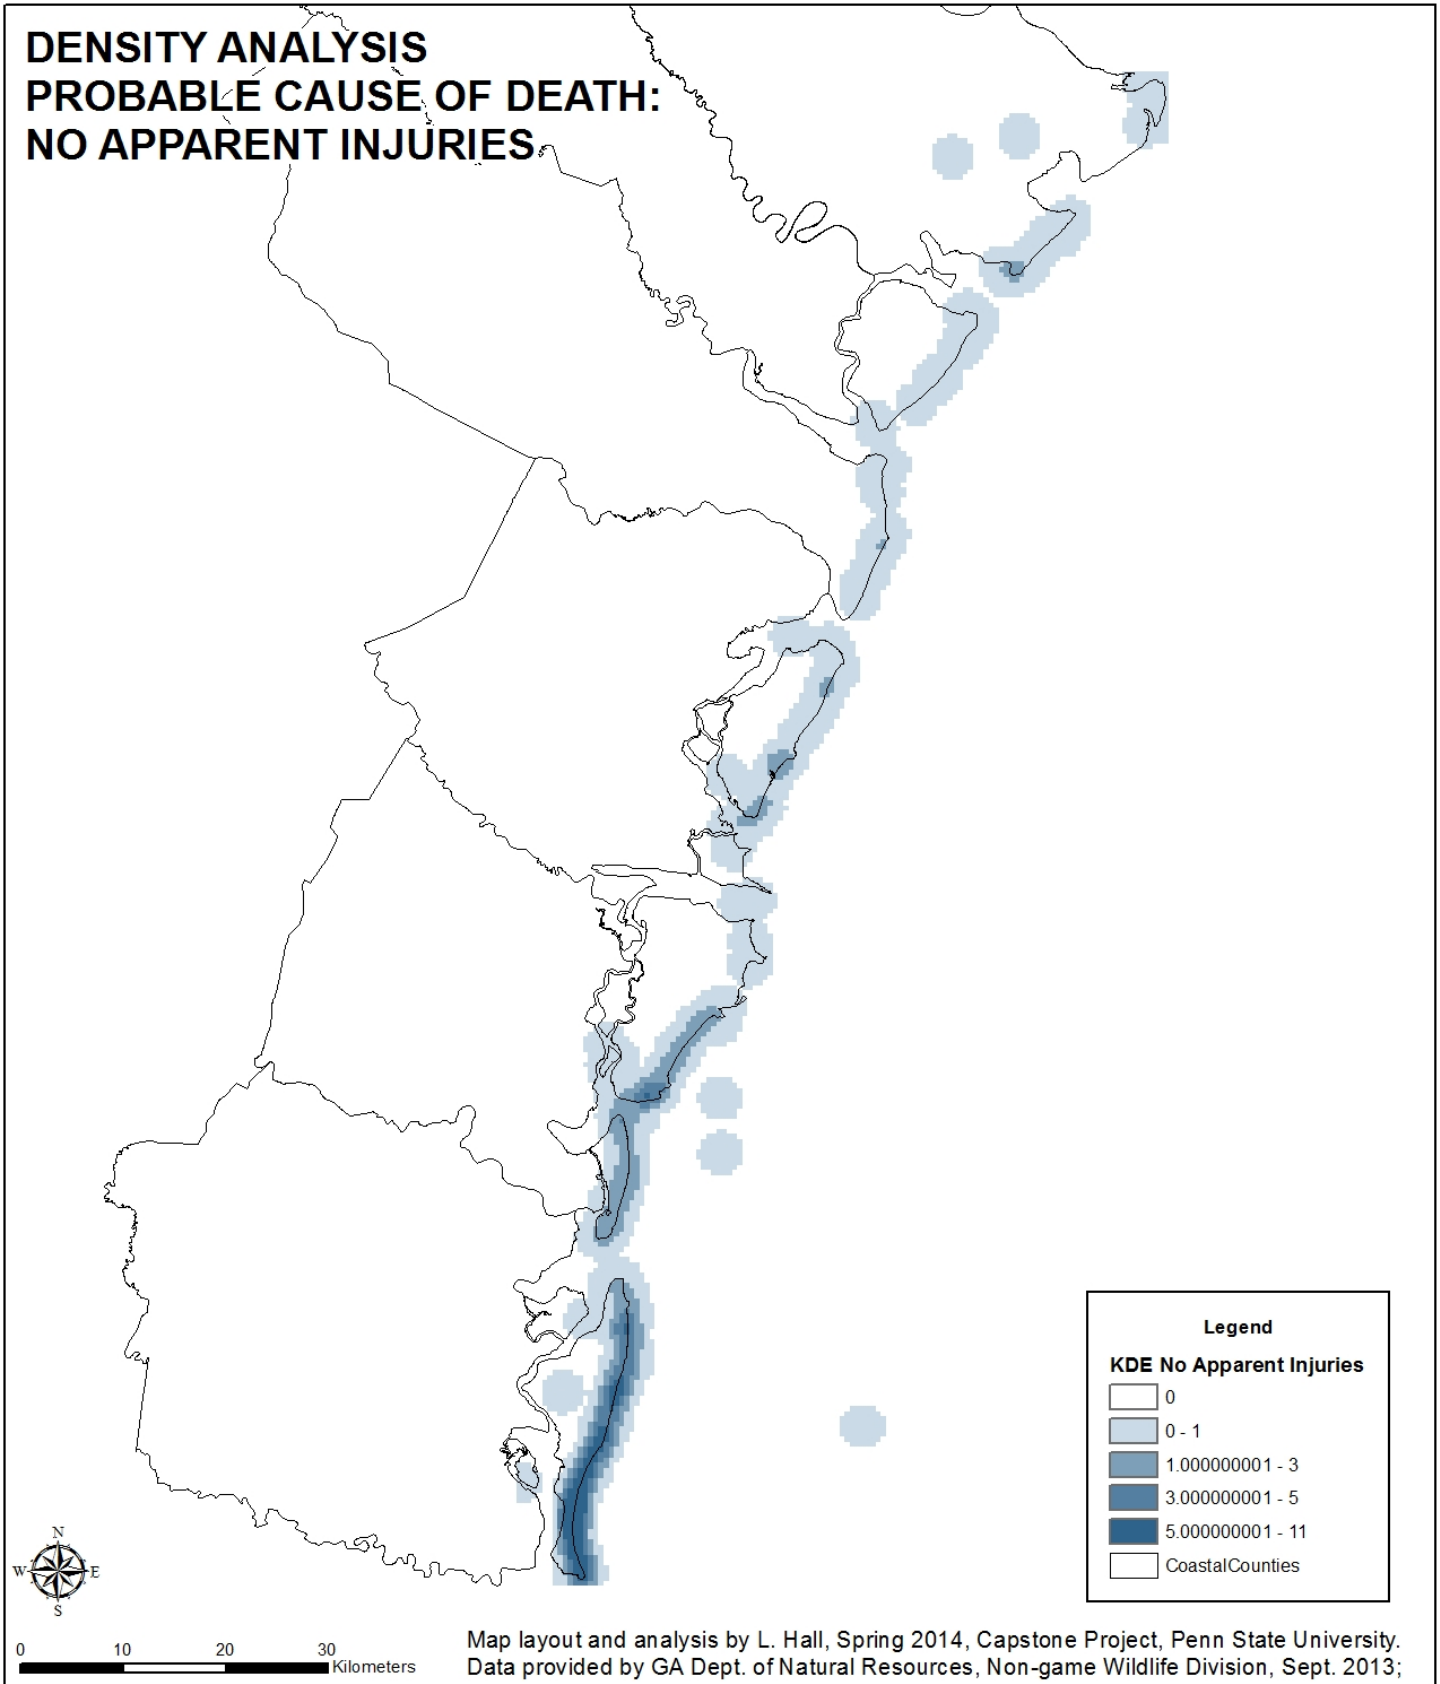 DENSITY ANALYSIS
PROBABLE CAUSE OF DEATH:
NO APPARENT INJURIES
Legend
KDE No Apparent Injuries
0
0 - 1
1.000000001 - 3
3.000000001 - 5
5.000000001 - 11
CoastalCounties
N
W E
S
0 10 20 30
Kilometers
Map layout and analysis by L. Hall, Spring 2014, Capstone Project, Penn State University.
Data provided by GA Dept. of Natural Resources, Non-game Wildlife Division, Sept. 2013;